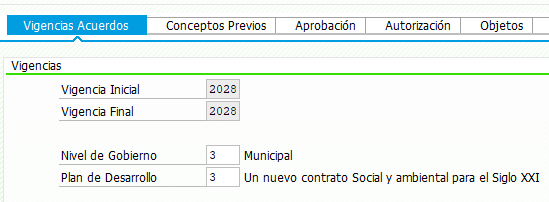 Vigencias Acuerdos Conceptos Previos Aprobación Autorización Objetos
Vigencias
Vigencia Inicial 2028
Vigencia Final 2028
Nivel de Gobierno 3 Municipal
Plan de Desarrollo 3 Un nuevo contrato Social y ambiental para el Siglo XXI